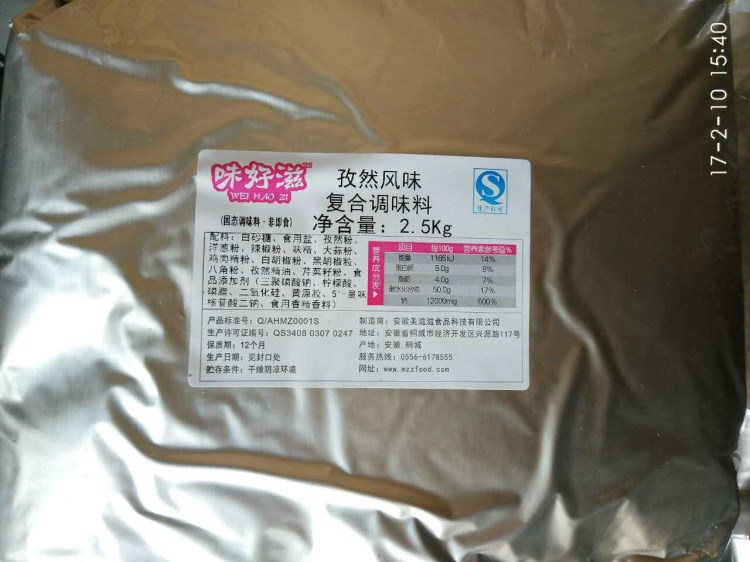 17-2-10 15:40
味好滋
WEI HAO ZI
孜然风味
复合调味料
(固态调味料·非即食)
净含量：2.5Kg
S
生产许可
配料：白砂糖、食用盐、孜然粉、
洋葱粉、辣椒粉、味精、大蒜粉、
鸡肉精粉、白胡椒粉、黑胡椒粒、
八角粉、孜然精油、芹菜籽粉、食
品添加剂（三聚磷酸钠、柠檬酸、
磷脂、二氧化硅、黄原胶、5'-呈味
核苷酸二钠、食用香精香料）
营养成分表
项目 每100g 营养素参考值%
能量 1165kJ 14%
蛋白质 5.0g 8%
脂肪 4.0g 7%
碳水化合物 50.0g 17%
钠 12000mg 600%
产品标准号：Q/AHMZ0001S
生产许可证编号：QS3408 0307 0247
保质期：12个月
生产日期：见封口处
贮存条件：干燥阴凉环境
制造商：安徽美滋滋食品科技有限公司
地址：安徽省桐城市经济开发区兴源路117号
产地：安徽 桐城
服务热线：0556-6178555
网址：www.mzzfood.com